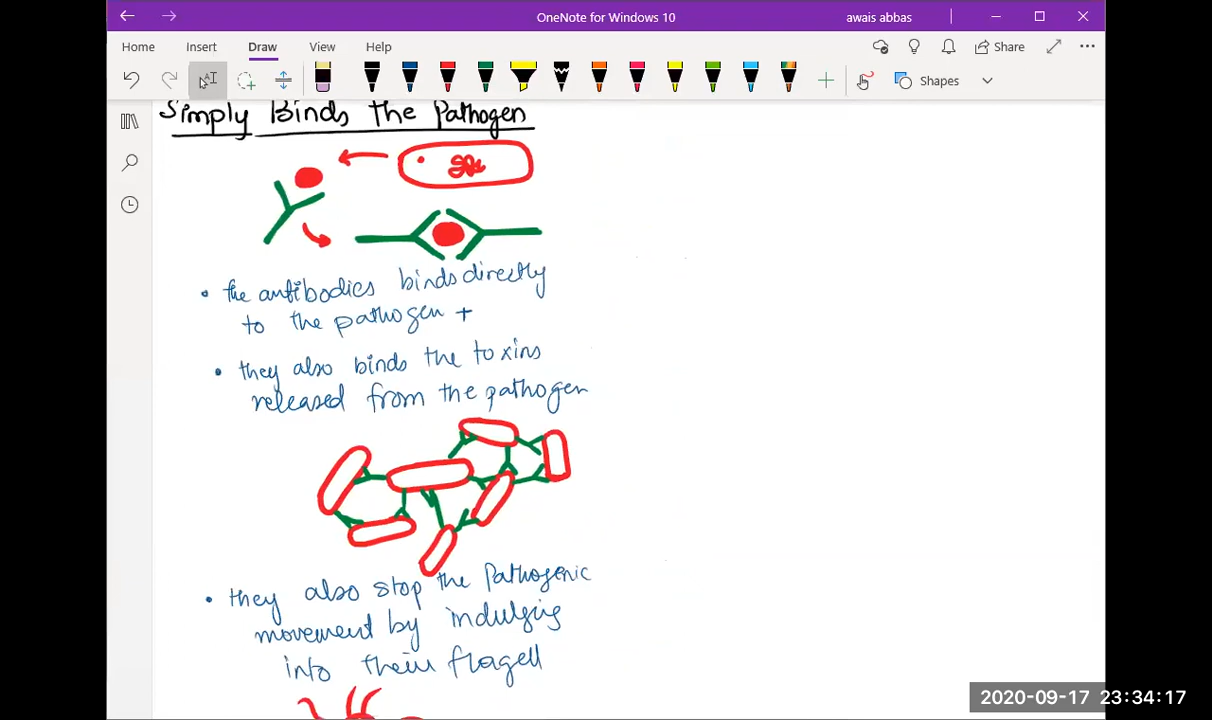 OneNote for Windows 10
awais abbas
Home Insert Draw View Help
Share
Shapes
Simply Binds the Pathogen
• the antibodies binds directly
to the pathogen +
• they also binds the toxins
released from the pathogen
• they also stop the Pathogenic
movement by indulging
into their flagell
2020-09-17 23:34:17